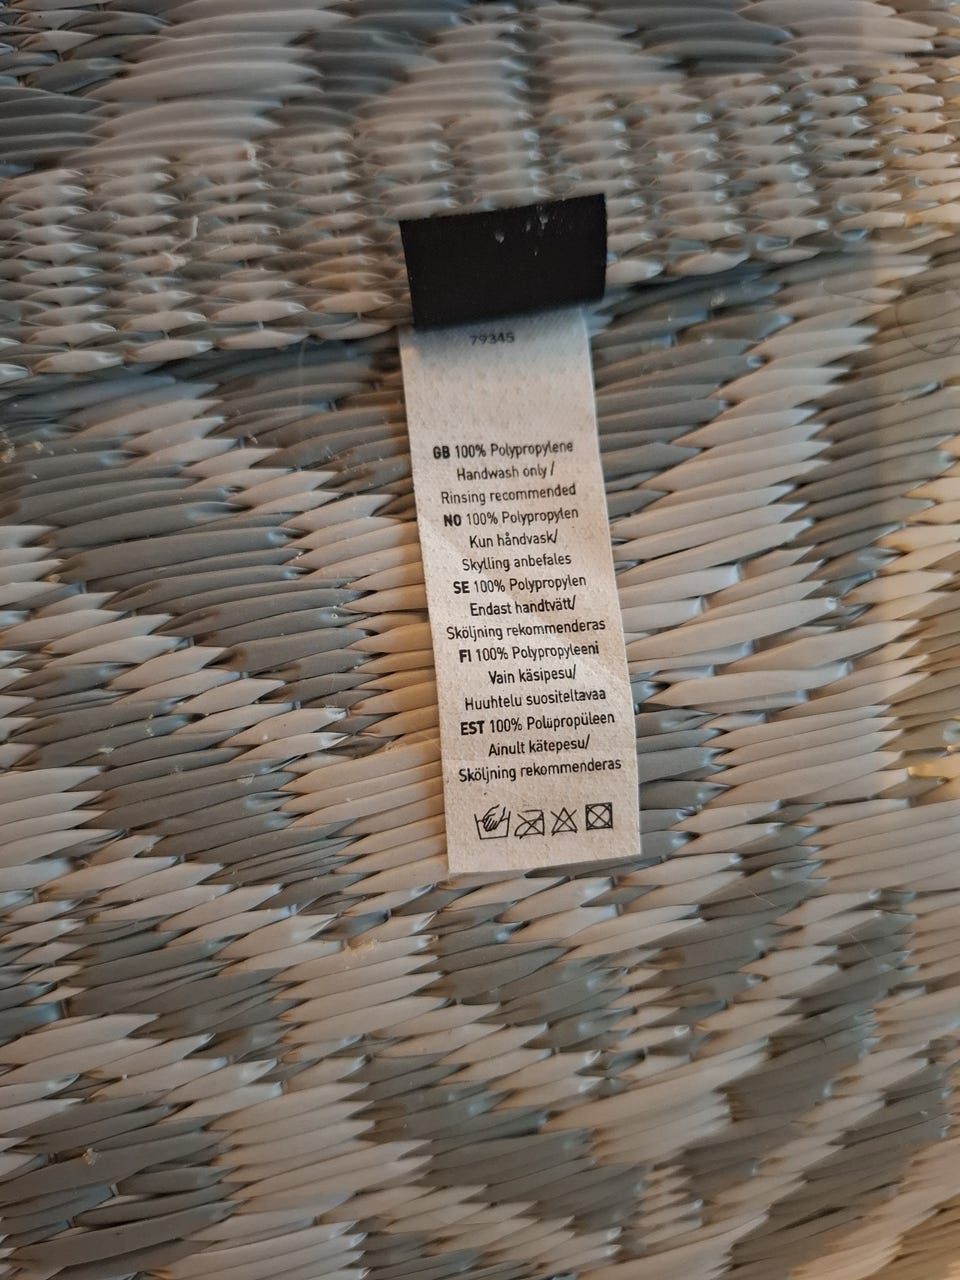 79345
GB 100% Polypropylene
Handwash only /
Rinsing recommended
NO 100% Polypropylen
Kun håndvask/
Skylling anbefales
SE 100% Polypropylen
Endast handtvätt/
Sköljning rekommenderas
FI 100% Polypropyleeni
Vain käsipesu/
Huuhtelu suositeltavaa
EST 100% Polüpropüleen
Ainult kätepesu/
Sköljning rekommenderas